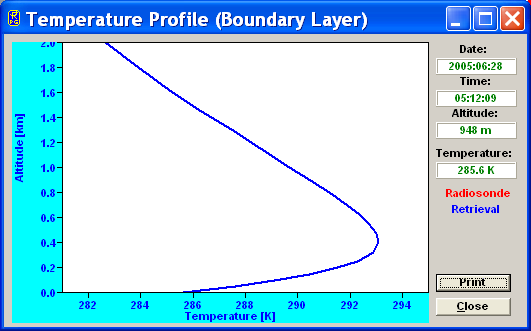 Temperature Profile (Boundary Layer)
Date:
2005:06:28
Time:
05:12:09
Altitude:
948 m
Temperature:
285.6 K
Radiosonde
Retrieval
Print
Close
Altitude [km]
2.0
1.8
1.6
1.4
1.2
1.0
0.8
0.6
0.4
0.2
0.0
282 284 286 288 290 292 294
Temperature [K]